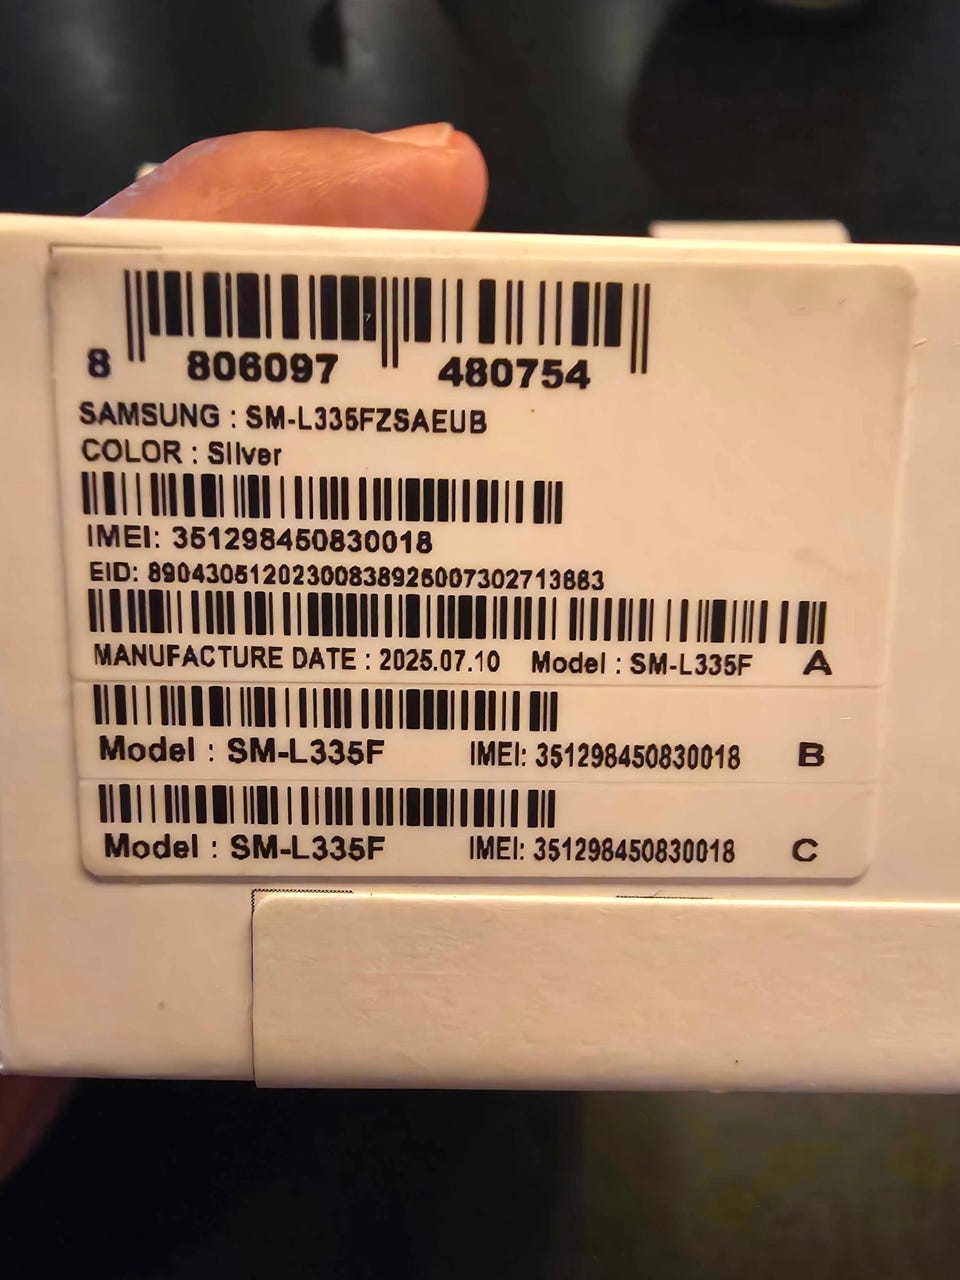 8 806097 480754
SAMSUNG : SM-L335FZSAEUB
COLOR : Silver
IMEI: 351298450830018
EID: 89043051202300838925007302713883
MANUFACTURE DATE : 2025.07.10 Model : SM-L335F A
Model : SM-L335F IMEI: 351298450830018 B
Model : SM-L335F IMEI: 351298450830018 C